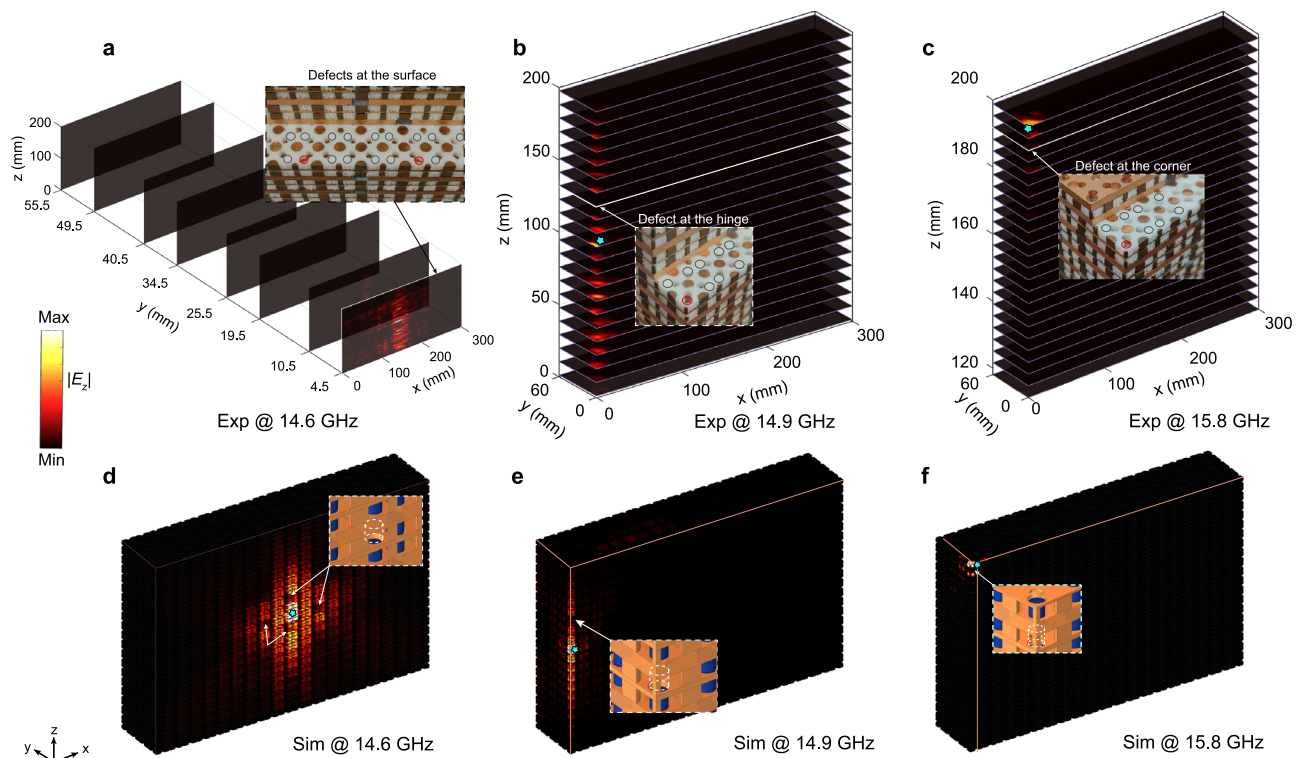 a
Defects at the surface
z (mm)
200
100
0
55.5
49.5
40.5
34.5
25.5
19.5
10.5
4.5
y (mm)
0
100
200
300
x (mm)
Exp @ 14.6 GHz
Max
|E_z|
Min
b
200
150
100
50
0
z (mm)
Defect at the hinge
60
0
y (mm)
0
100
200
300
x (mm)
Exp @ 14.9 GHz
c
200
180
160
140
120
z (mm)
Defect at the corner
60
0
y (mm)
0
100
200
300
x (mm)
Exp @ 15.8 GHz
d
Sim @ 14.6 GHz
z
y
x
e
Sim @ 14.9 GHz
f
Sim @ 15.8 GHz